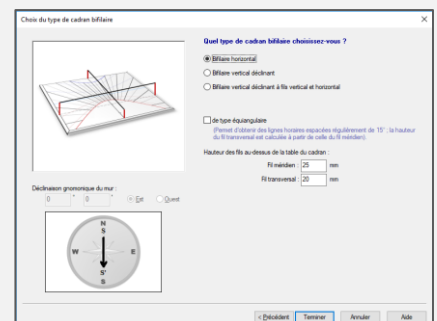 Choix du type de cadran bifilaire
Quel type de cadran bifilaire choisissez-vous ?
Bifilaire horizontal
Bifilaire vertical déclinant
Bifilaire vertical déclinant à fils vertical et horizontal
de type équiangulaire
(Permet d'obtenir des lignes horaires espacées régulièrement de 15° ; la hauteur
du fil transversal est calculée à partir de celle du fil méridien).
Hauteur des fils au-dessus de la table du cadran :
Fil méridien : 25 mm
Fil transversal : 20 mm
Déclinaison gnomonique du mur :
0 ° 0 ' Est Ouest
N
S
W E
S'
S
< Précédent Terminer Annuler Aide